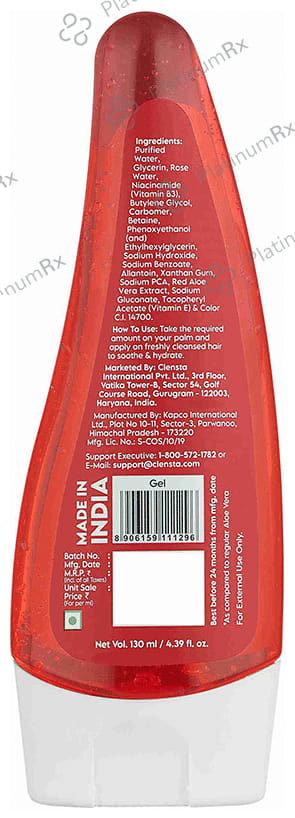 PlatinumRx
Ingredients:
Purified
Water,
Glycerin, Rose
Water,
Niacinamide
(Vitamin B3),
Butylene Glycol,
Carbomer,
Betaine,
Phenoxyethanol
(and)
Ethylhexylglycerin,
Sodium Hydroxide,
Sodium Benzoate,
Allantoin, Xanthan Gum,
Sodium PCA, Red Aloe
Vera Extract, Sodium
Gluconate, Tocopheryl
Acetate (Vitamin E) & Color
C.I. 14700.
How To Use: Take the required
amount on your palm and
apply on freshly cleansed hair
to soothe & hydrate.
Marketed By: Clensta
International Pvt. Ltd., 3rd Floor,
Vatika Tower-B, Sector 54, Golf
Course Road, Gurugram - 122003,
Haryana, India.
Manufactured By: Kapco International
Ltd., Plot No 10-11, Sector-3, Parwanoo,
Himachal Pradesh - 173220
Mfg. Lic. No.: S-COS/10/19
Support Executive: 1-800-572-1782 or
E-Mail: support@clensta.com
MADE IN
INDIA
Gel
8 906159 111296
Batch No. :
Mfg. Date :
M.R.P. ₹ :
(Incl. of all Taxes)
Unit Sale :
Price ₹
(For per ml)
Best before 24 months from mfg. date
*As compared to regular Aloe Vera
For External Use Only.
Net Vol. 130 ml / 4.39 fl. oz.